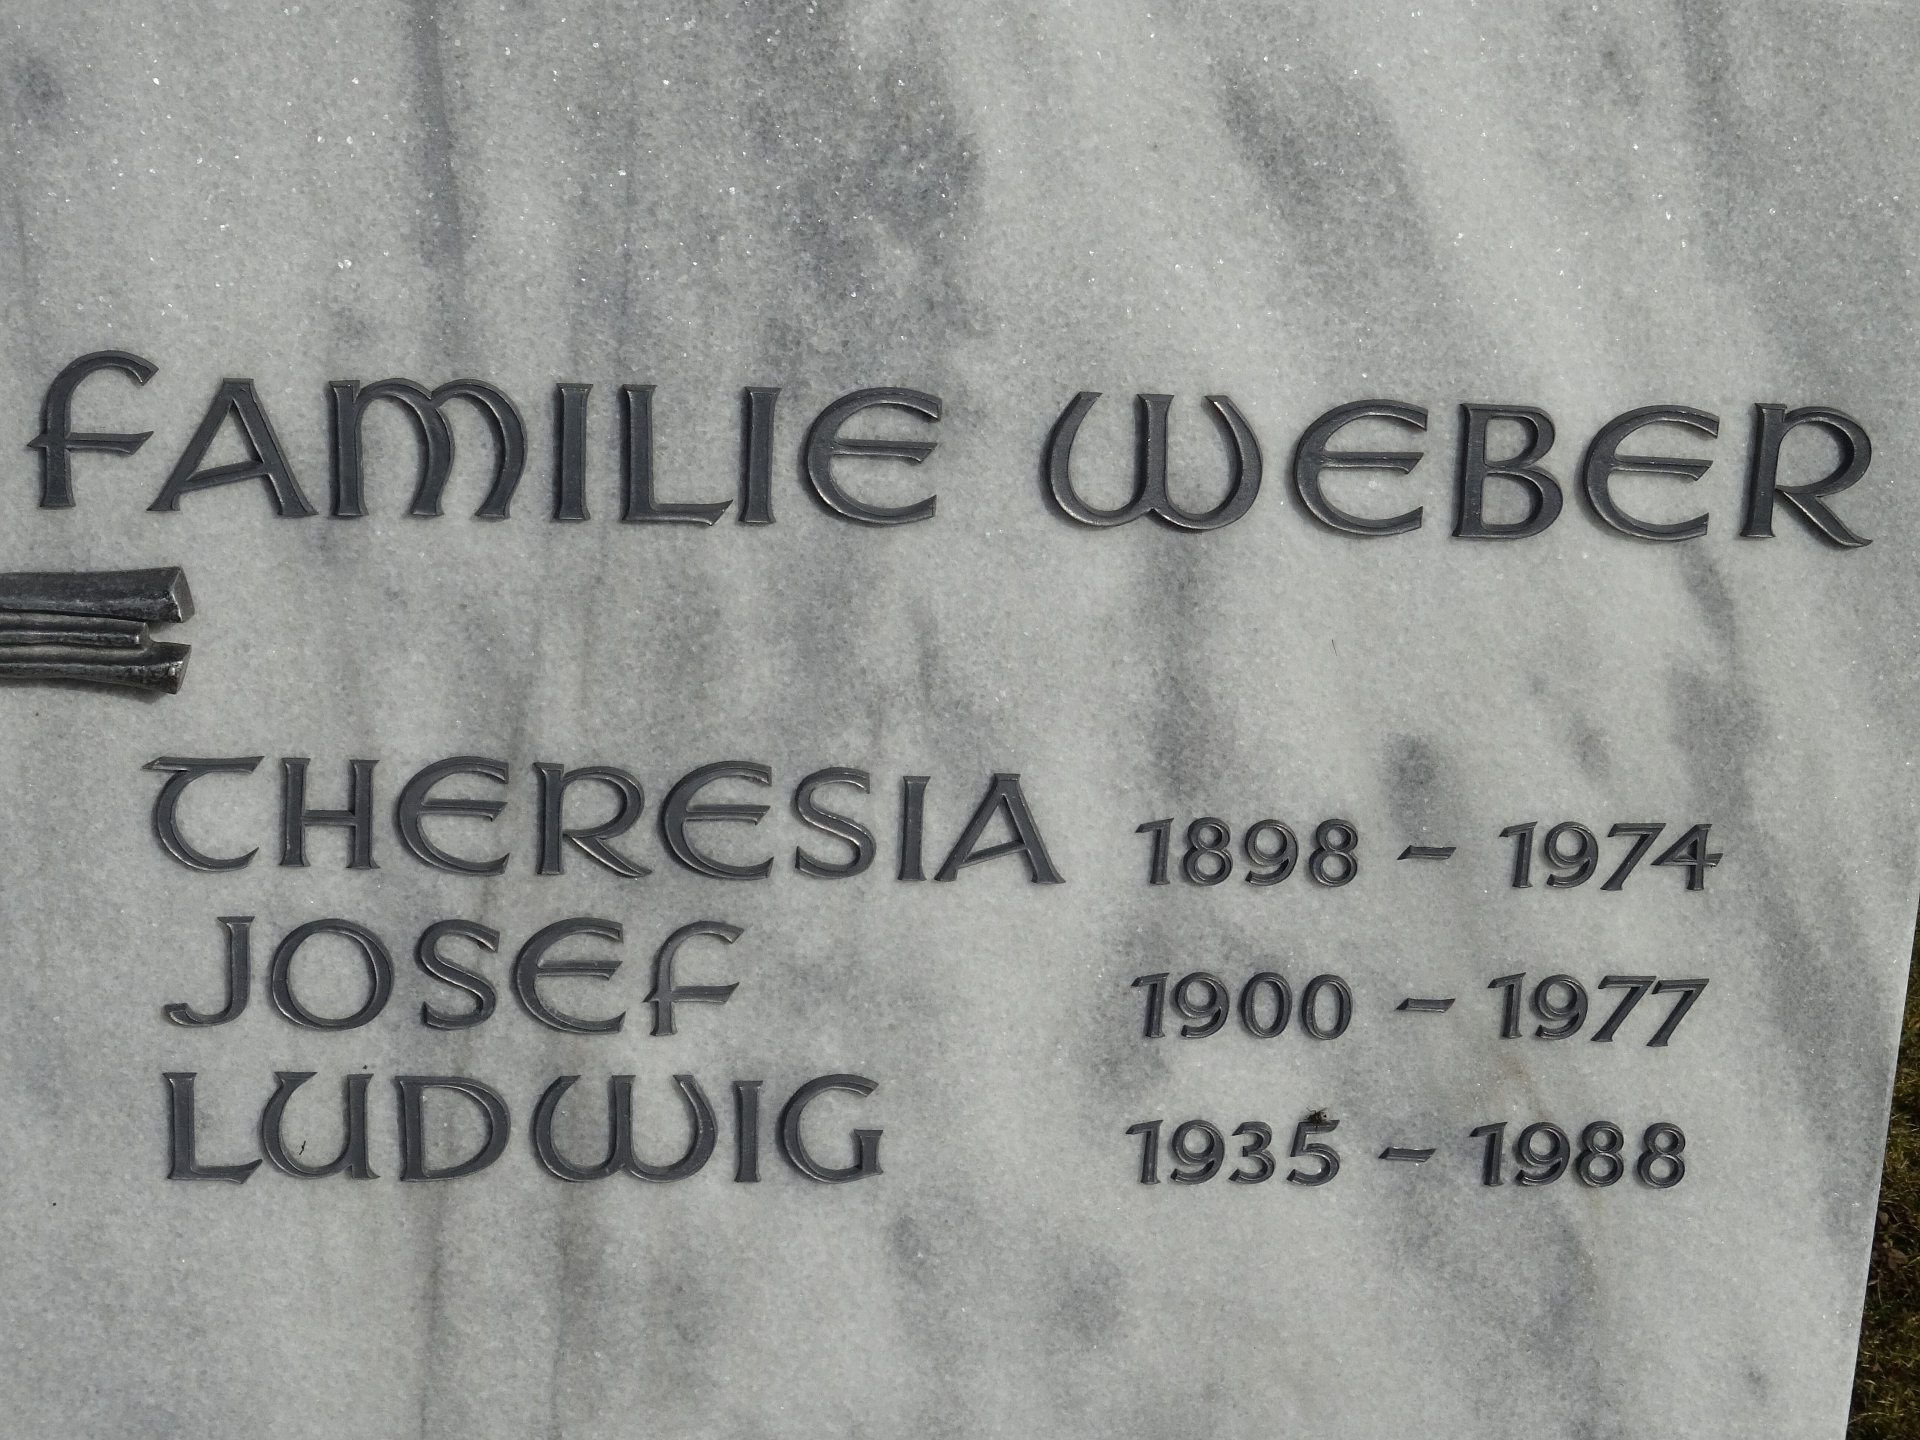 FAMILIE WEBER
THERESIA 1898 - 1974
JOSEF 1900 - 1977
LUDWIG 1935 - 1988